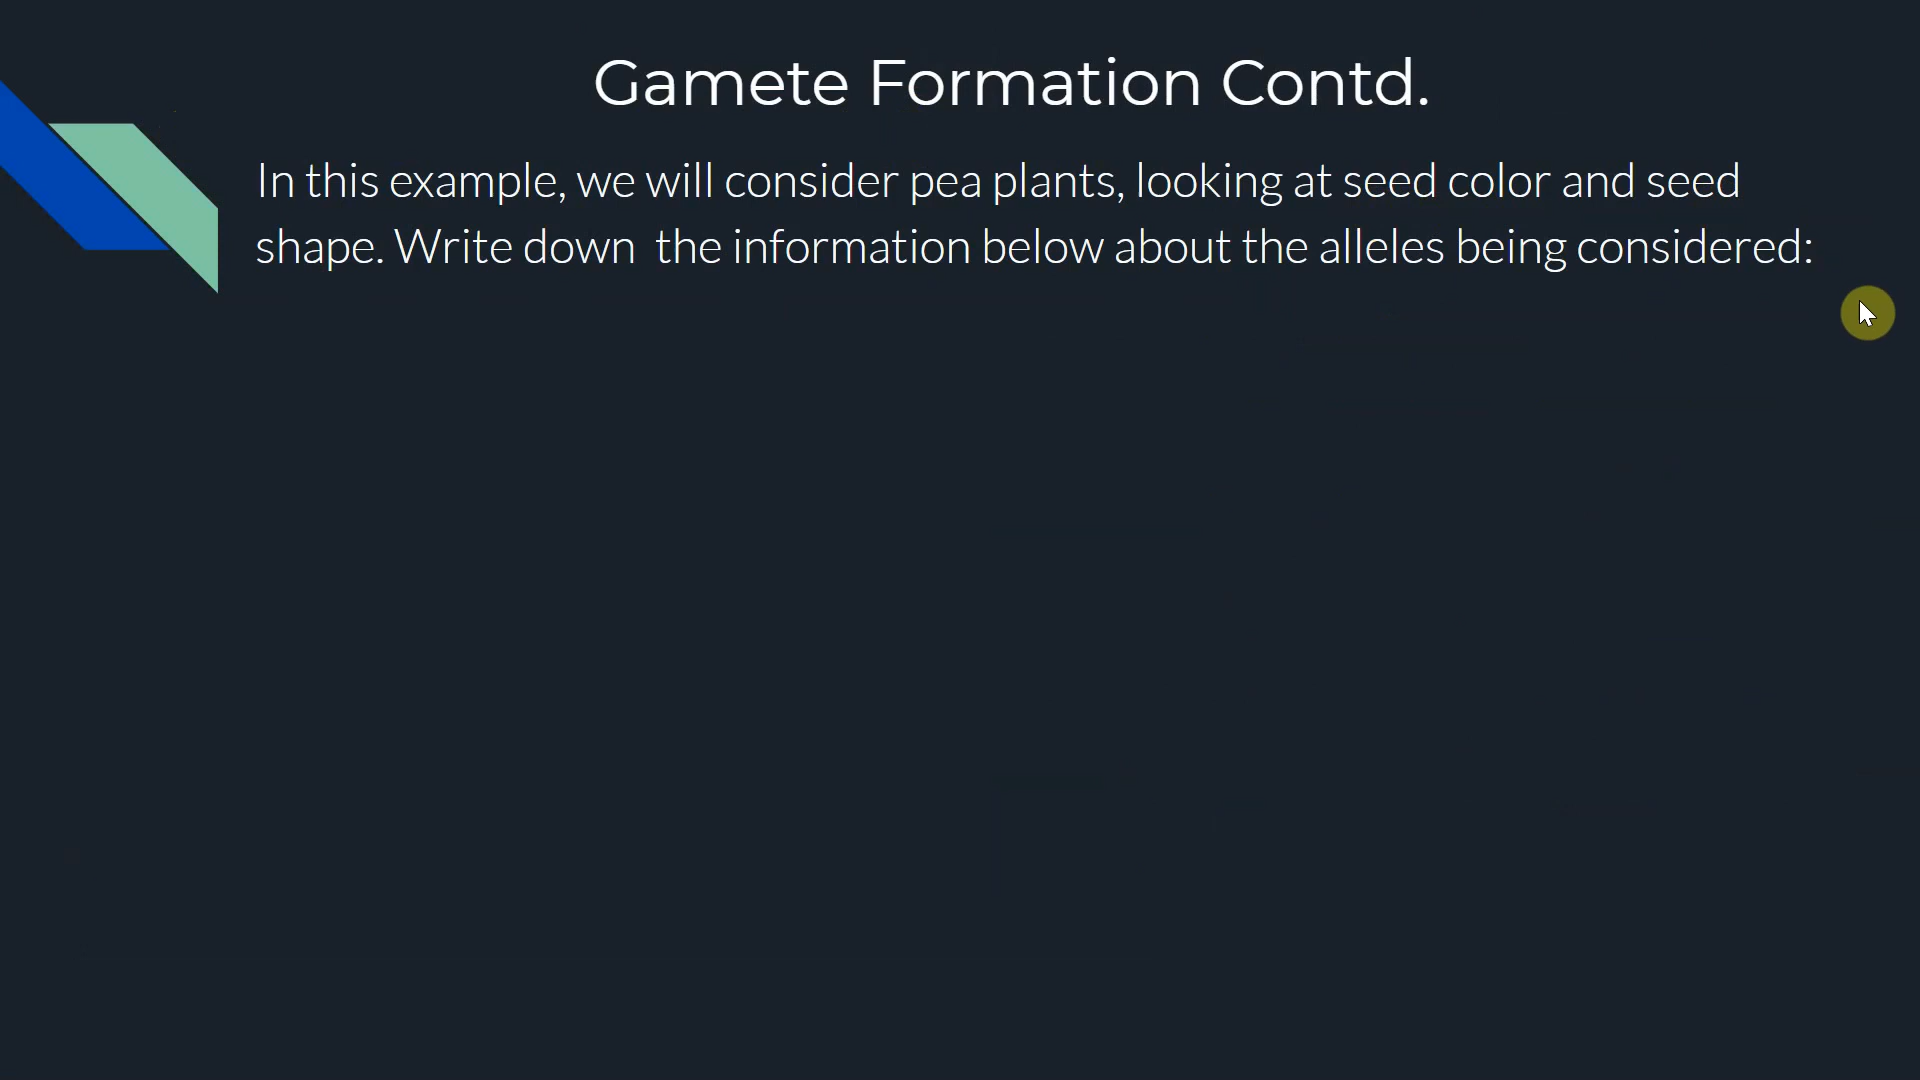 Gamete Formation Contd.
In this example, we will consider pea plants, looking at seed color and seed
shape. Write down  the information below about the alleles being considered: